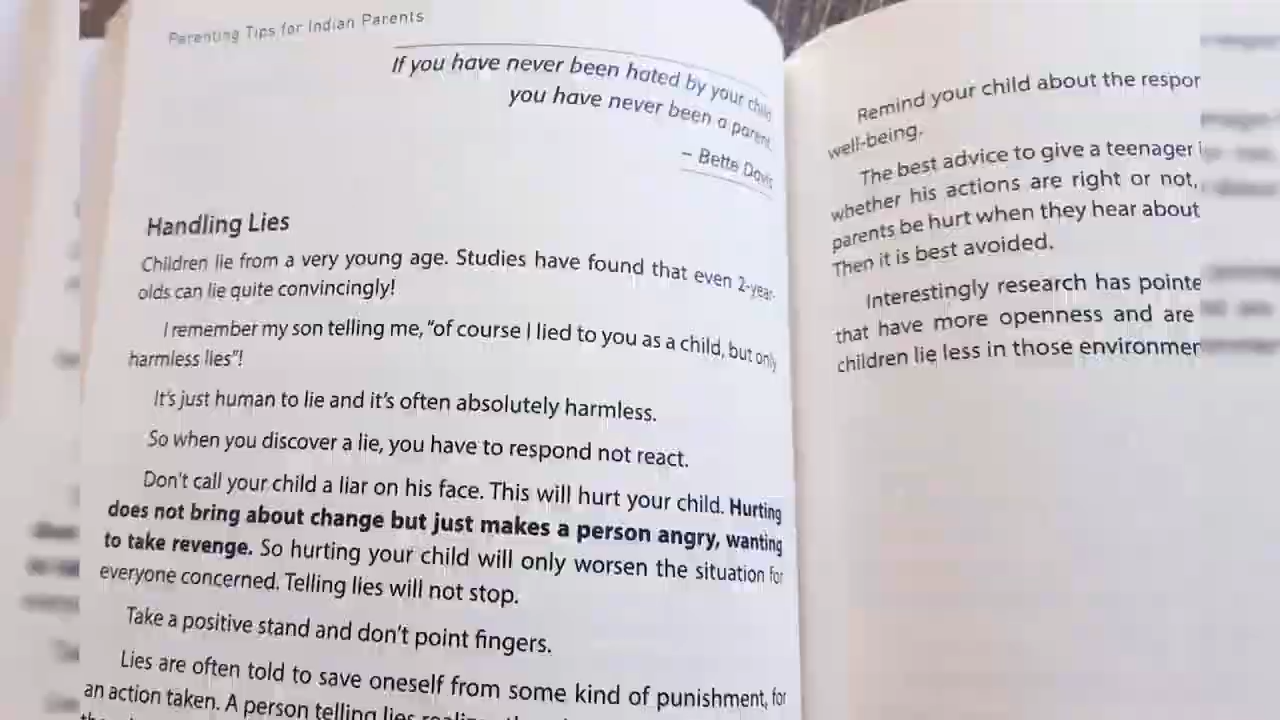 Parenting Tips for Indian Parents
If you have never been hated by your child
you have never been a parent.
– Bette Davis
Handling Lies
Children lie from a very young age. Studies have found that even 2-year-
olds can lie quite convincingly!
I remember my son telling me, "of course I lied to you as a child, but only
harmless lies"!
It's just human to lie and it's often absolutely harmless.
So when you discover a lie, you have to respond not react.
Don't call your child a liar on his face. This will hurt your child. Hurting
does not bring about change but just makes a person angry, wanting
to take revenge. So hurting your child will only worsen the situation for
everyone concerned. Telling lies will not stop.
Take a positive stand and don't point fingers.
Lies are often told to save oneself from some kind of punishment, for
an action taken. A person telling lies
Remind your child about the respor
well-being.
The best advice to give a teenager i
whether his actions are right or not,
parents be hurt when they hear about
Then it is best avoided.
Interestingly research has pointe
that have more openness and are
children lie less in those environmer